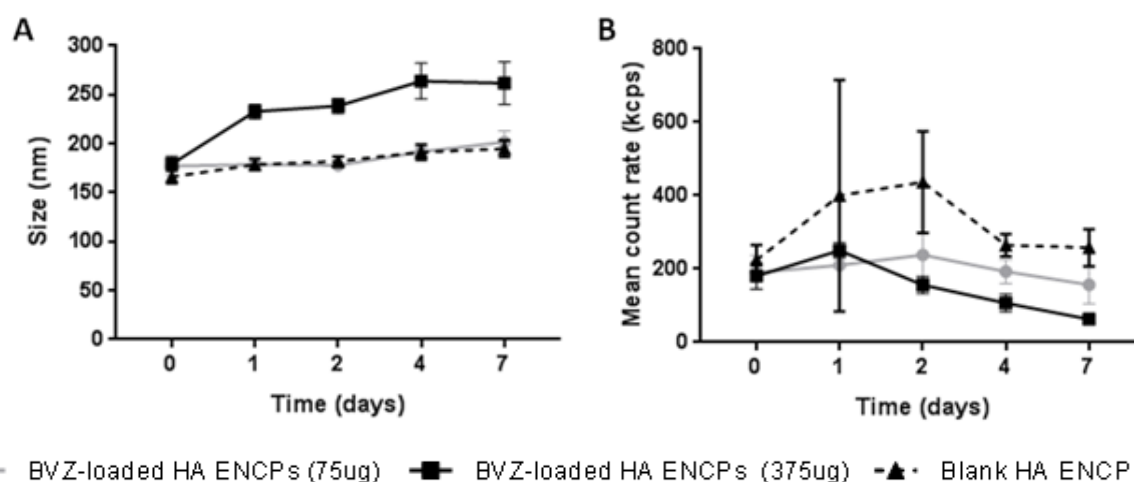 A
300
250
200
150
100
50
0
Size (nm)
0 1 2 4 7
Time (days)
B
800
600
400
200
0
Mean count rate (kcps)
0 1 2 4 7
Time (days)
BVZ-loaded HA ENCPs (75ug) BVZ-loaded HA ENCPs (375ug) Blank HA ENCP